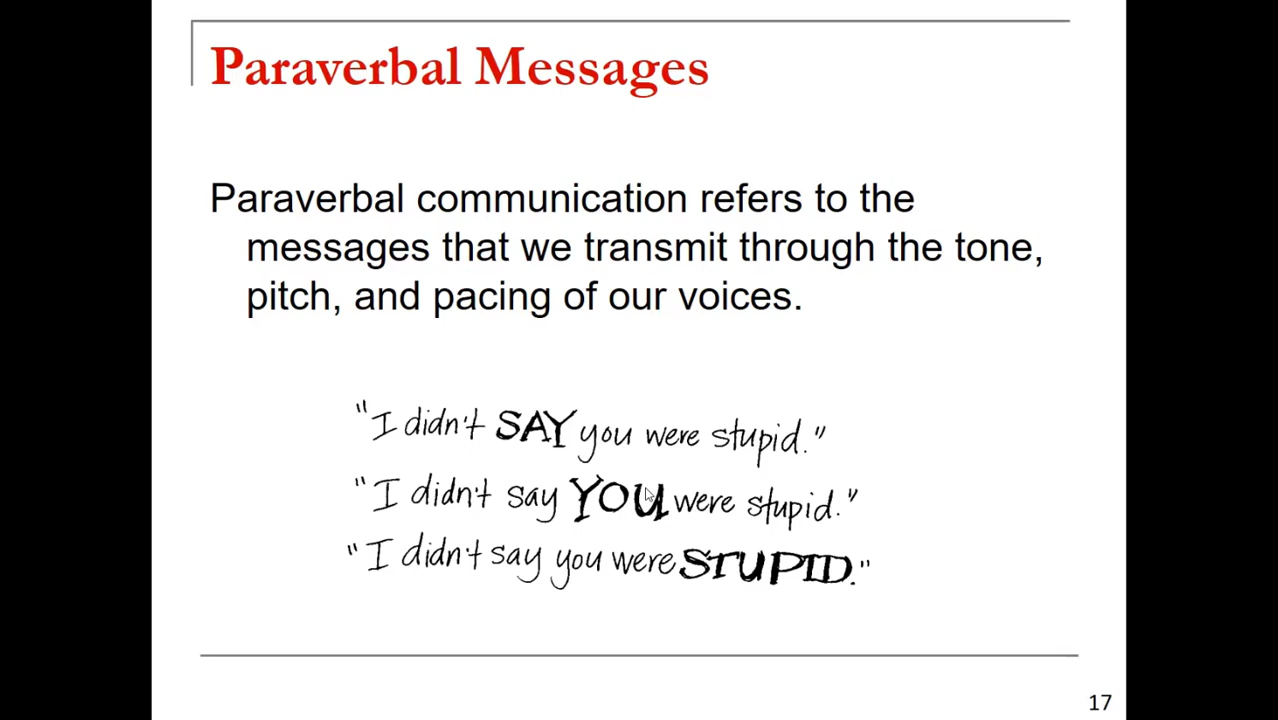 Paraverbal Messages
Paraverbal communication refers to the
messages that we transmit through the tone,
pitch, and pacing of our voices.
"I didn't SAY you were stupid."
"I didn't say YOU were stupid."
"I didn't say you were STUPID."
17